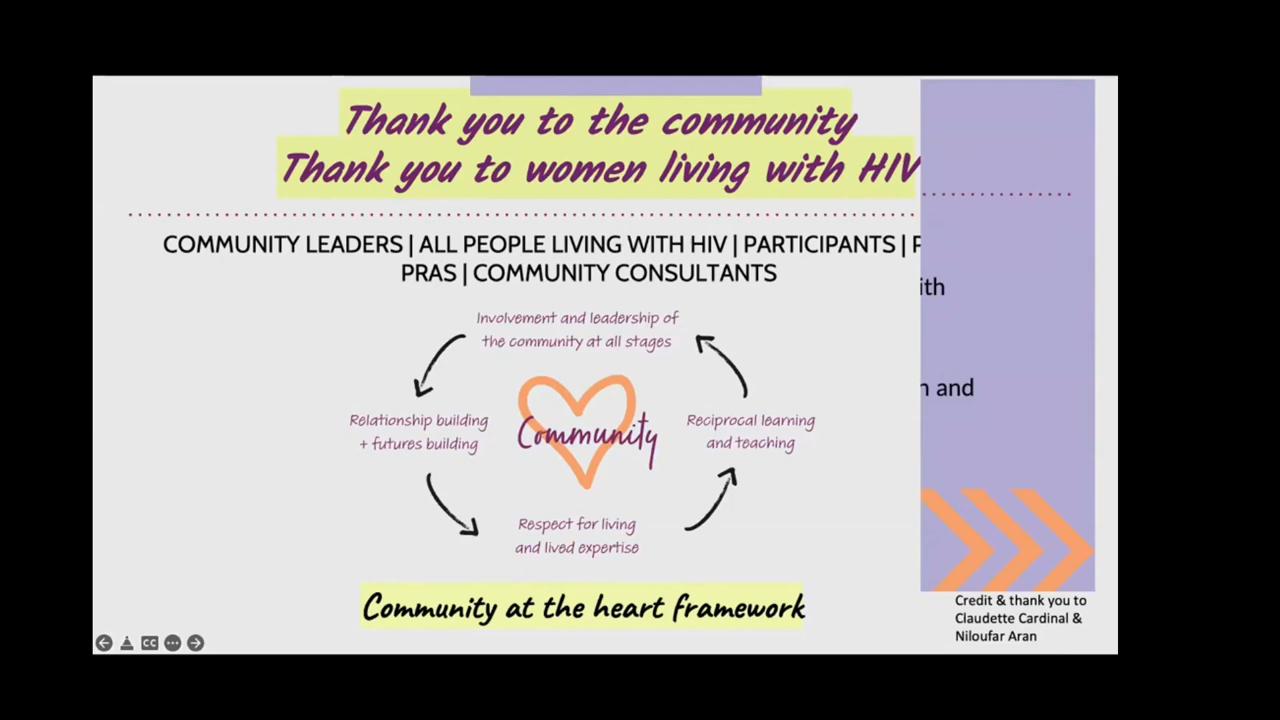 Thank you to the community
Thank you to women living with HIV
COMMUNITY LEADERS | ALL PEOPLE LIVING WITH HIV | PARTICIPANTS |
PRAS | COMMUNITY CONSULTANTS
Involvement and leadership of
the community at all stages
Relationship building
+ futures building
Community
Reciprocal learning
and teaching
Respect for living
and lived expertise
Community at the heart framework
and
Credit & thank you to
Claudette Cardinal &
Niloufar Aran
CC